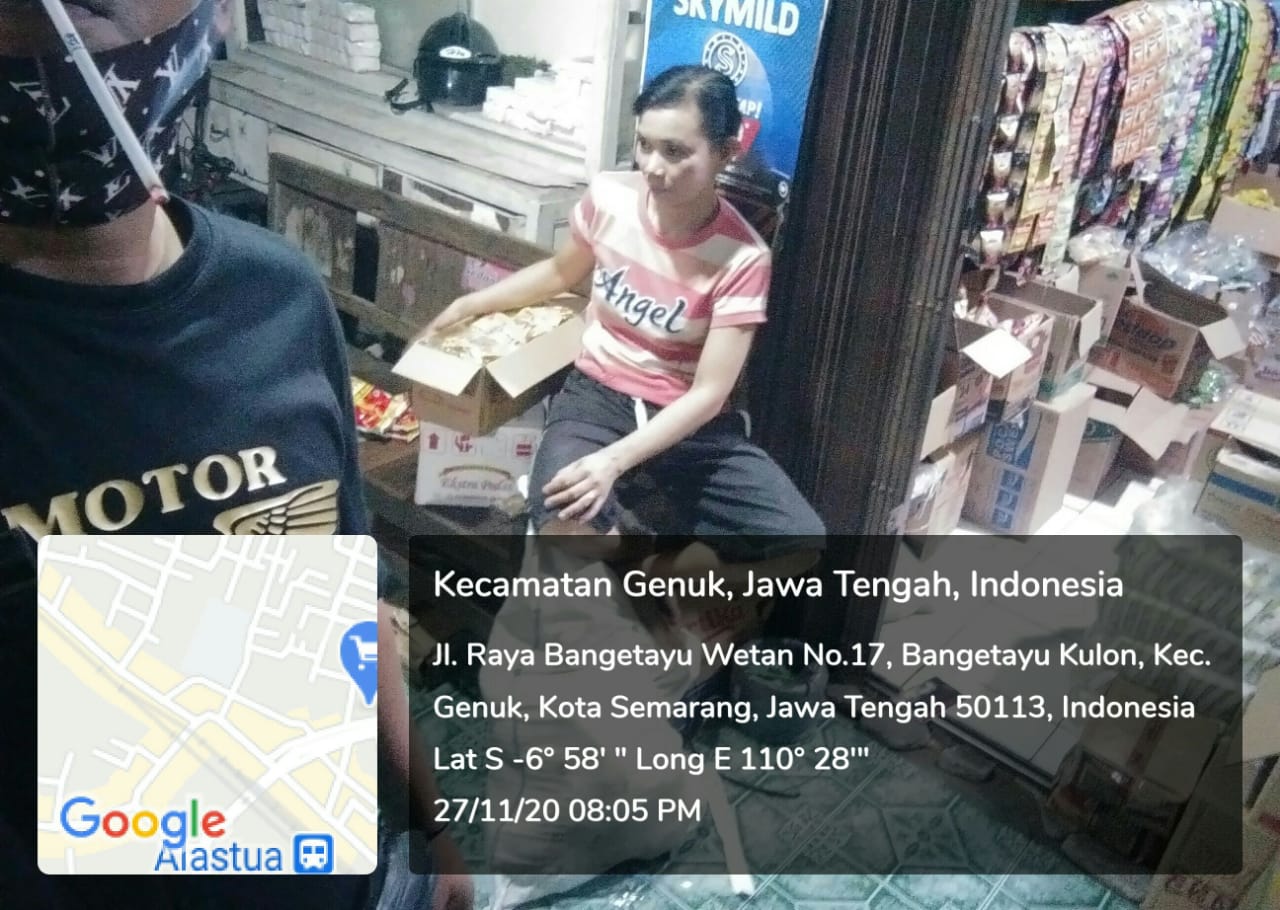 SKYMILD
S
Angel
MOTOR
Ekstra Pedas
Kecamatan Genuk, Jawa Tengah, Indonesia
Jl. Raya Bangetayu Wetan No.17, Bangetayu Kulon, Kec.
Genuk, Kota Semarang, Jawa Tengah 50113, Indonesia
Lat S -6° 58' " Long E 110° 28'"
27/11/20 08:05 PM
Google
Alastua